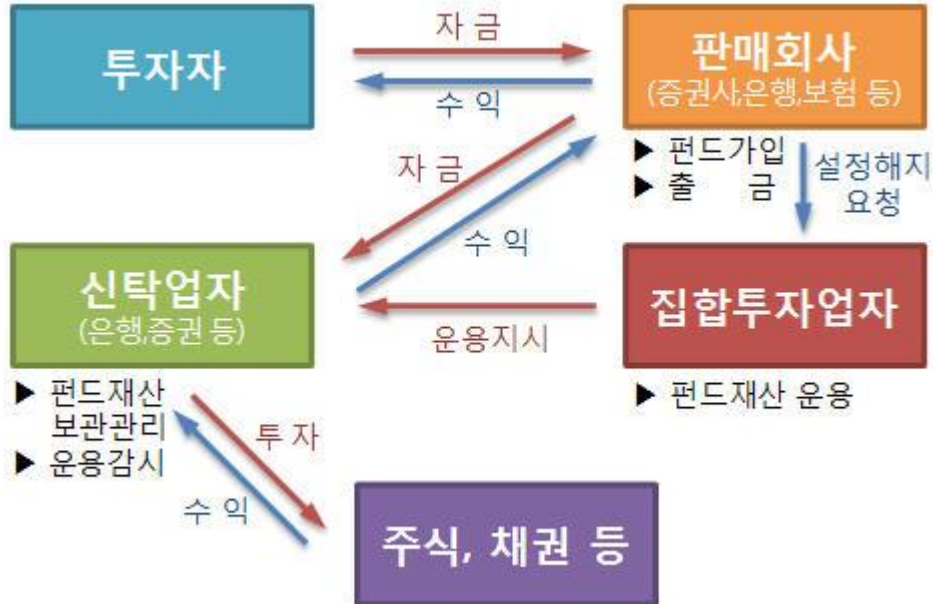 자 금
투자자
수 익
판매회사
(증권사,은행,보험 등)
▶ 펀드가입
▶ 출 금
설정해지
요청
자 금
수 익
신탁업자
(은행,증권 등)
운용지시
집합투자업자
▶ 펀드재산
보관관리
▶ 운용감시
▶ 펀드재산 운용
투 자
수 익
주식, 채권 등